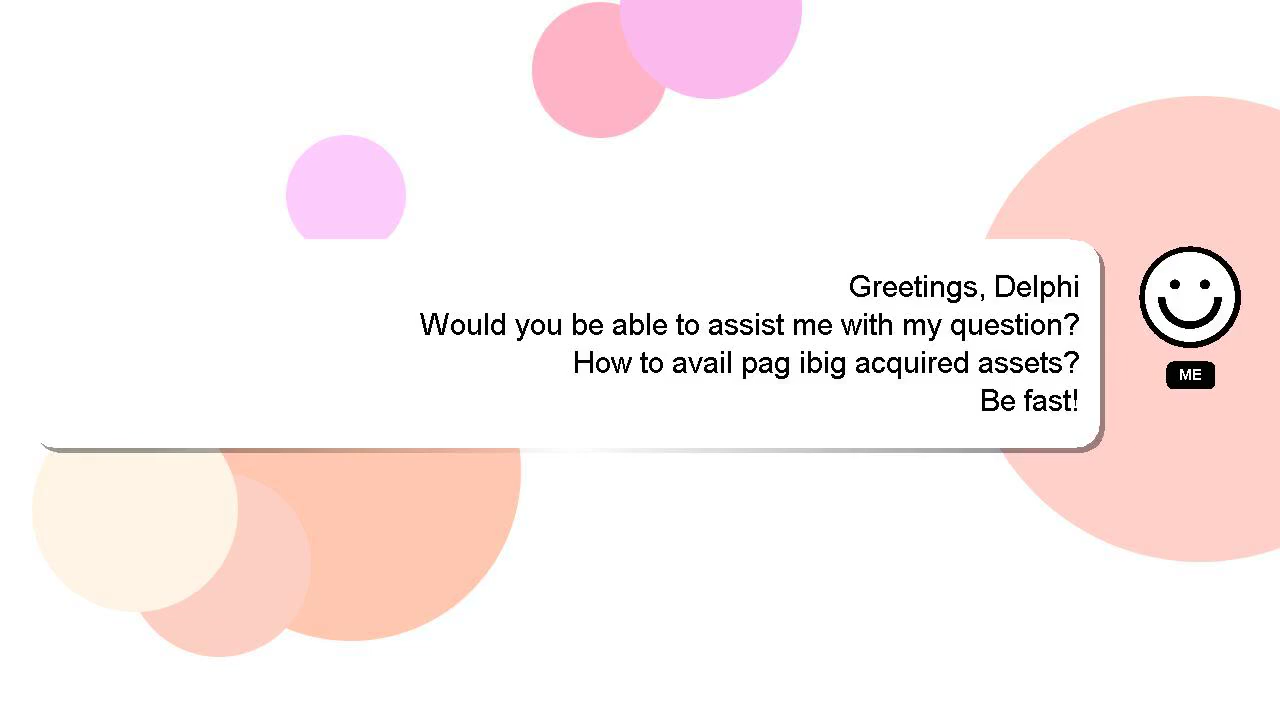 Greetings, Delphi
Would you be able to assist me with my question?
How to avail pag ibig acquired assets?
Be fast!
ME